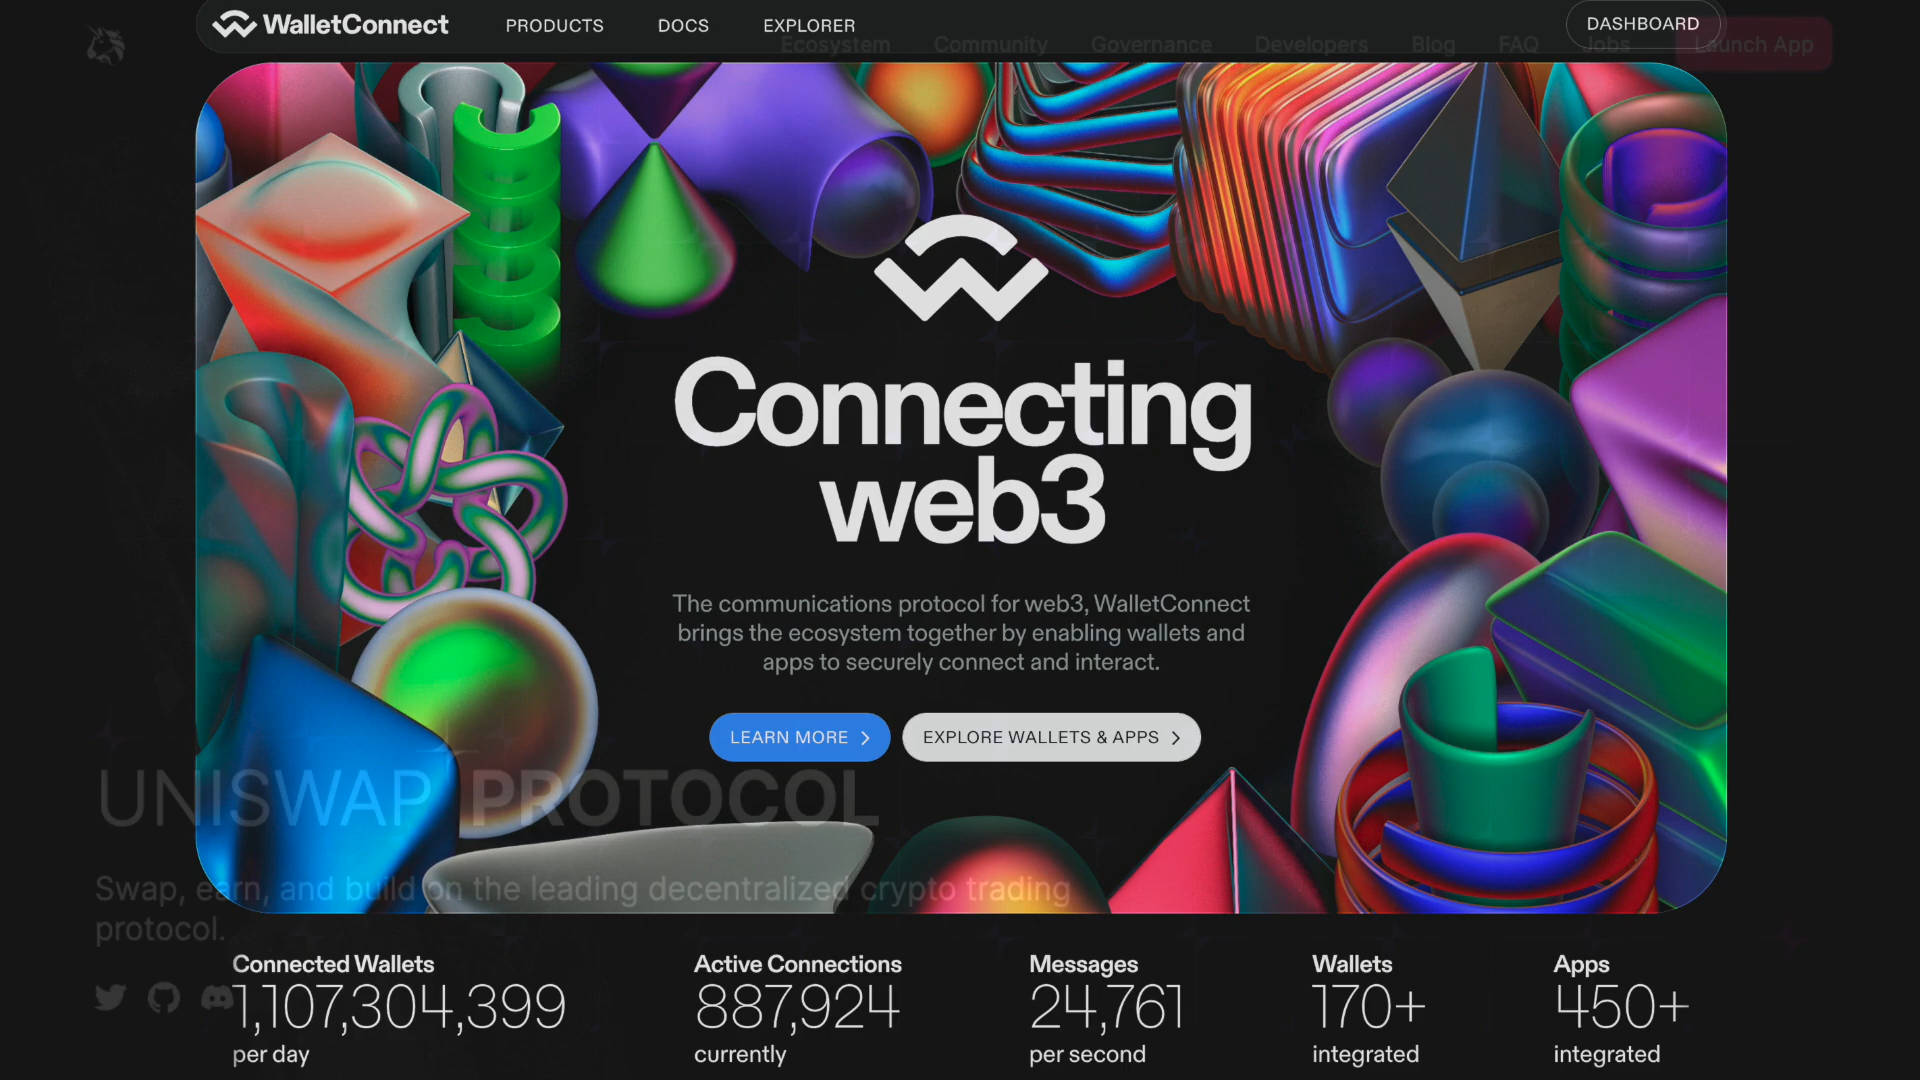 WalletConnect
PRODUCTS
DOCS
EXPLORER
DASHBOARD
Ecosystem
Community
Governance
Developers
Blog
FAQ
Jobs
Launch App
Connecting
web3
The communications protocol for web3, WalletConnect
brings the ecosystem together by enabling wallets and
apps to securely connect and interact.
LEARN MORE
EXPLORE WALLETS & APPS
UNISWAP PROTOCOL
Swap, earn, and build on the leading decentralized crypto trading
protocol.
Connected Wallets
1,107,304,399
per day
Active Connections
887,924
currently
Messages
24,761
per second
Wallets
170+
integrated
Apps
450+
integrated